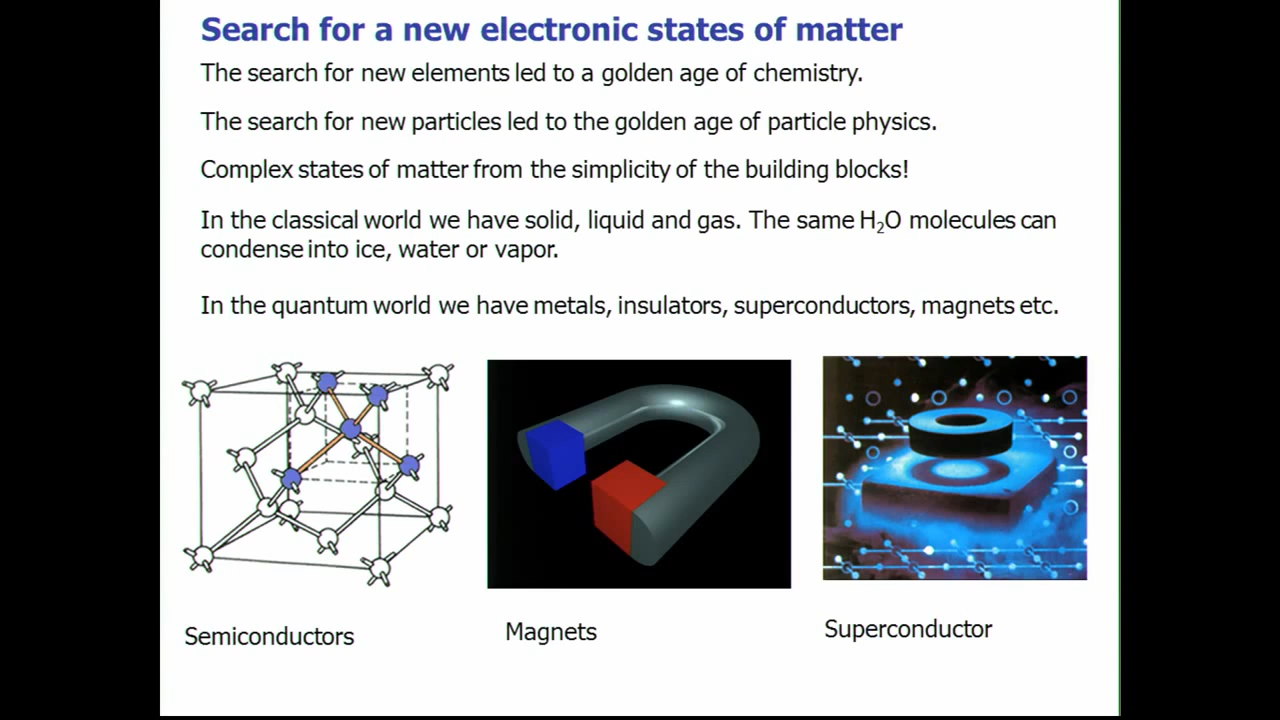 Search for a new electronic states of matter
The search for new elements led to a golden age of chemistry.
The search for new particles led to the golden age of particle physics.
Complex states of matter from the simplicity of the building blocks!
In the classical world we have solid, liquid and gas. The same H₂O molecules can
condense into ice, water or vapor.
In the quantum world we have metals, insulators, superconductors, magnets etc.
Semiconductors
Magnets
Superconductor